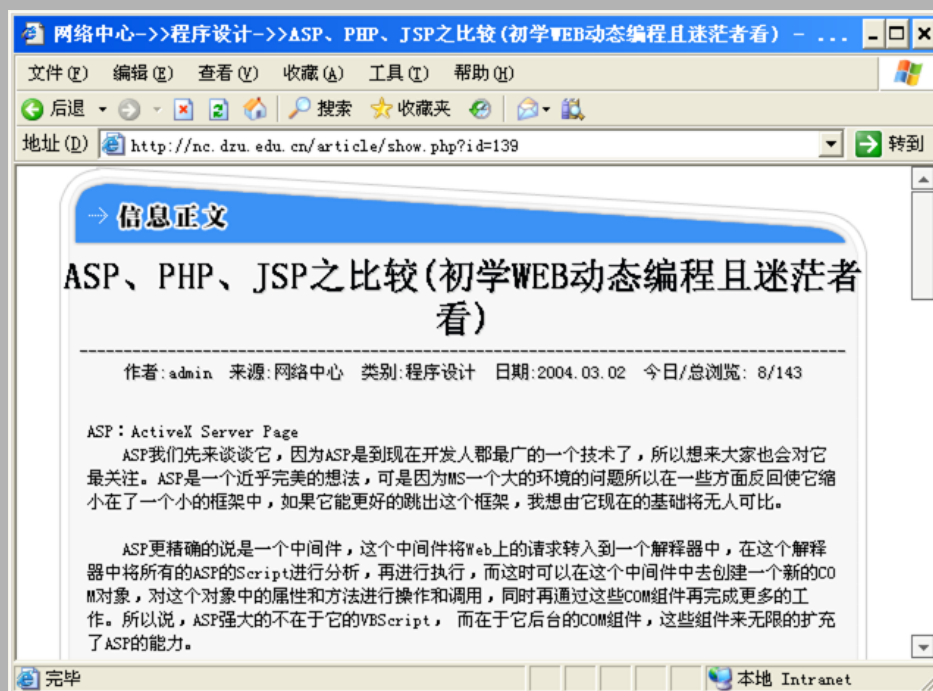 网络中心->>程序设计->>ASP、PHP、JSP之比较(初学WEB动态编程且迷茫者看) - ...
文件(F) 编辑(E) 查看(V) 收藏(A) 工具(T) 帮助(H)
后退 搜索 收藏夹
地址(D) http://nc.dzu.edu.cn/article/show.php?id=139 转到
信息正文
ASP、PHP、JSP之比较(初学WEB动态编程且迷茫者
看)
作者:admin 来源:网络中心 类别:程序设计 日期:2004.03.02 今日/总浏览: 8/143
ASP：ActiveX Server Page
ASP我们先来谈谈它，因为ASP是到现在开发人郡最广的一个技术了，所以想来大家也会对它
最关注。ASP是一个近乎完美的想法，可是因为MS一个大的环境的问题所以在一些方面反回使它缩
小在了一个小的框架中，如果它能更好的跳出这个框架，我想由它现在的基础将无人可比。
ASP更精确的说是一个中间件，这个中间件将Web上的请求转入到一个解释器中，在这个解释
器中将所有的ASP的Script进行分析，再进行执行，而这时可以在这个中间件中去创建一个新的CO
M对象，对这个对象中的属性和方法进行操作和调用，同时再通过这些COM组件再完成更多的工
作。所以说，ASP强大的不在于它的VBScript， 而在于它后台的COM组件，这些组件来无限的扩充
了ASP的能力。
完毕 本地 Intranet